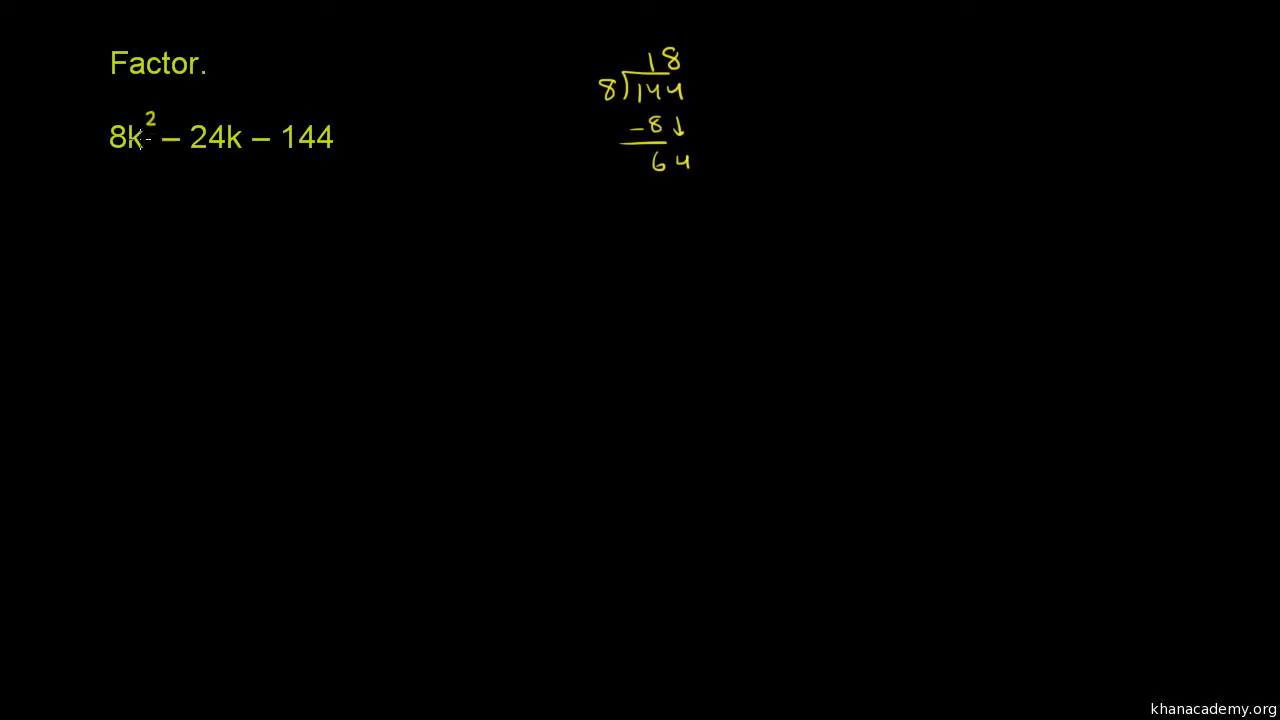 Factor.
8k² – 24k – 144
18
8)144
-8↓
64
khanacademy.org